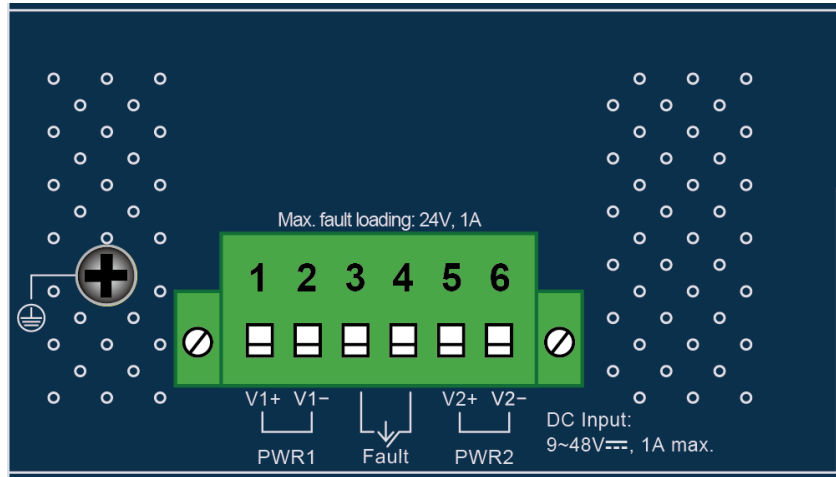 Max. fault loading: 24V, 1A
1 2 3 4 5 6
V1+ V1− V2+ V2−
PWR1 Fault PWR2
DC Input:
9~48V⎓, 1A max.